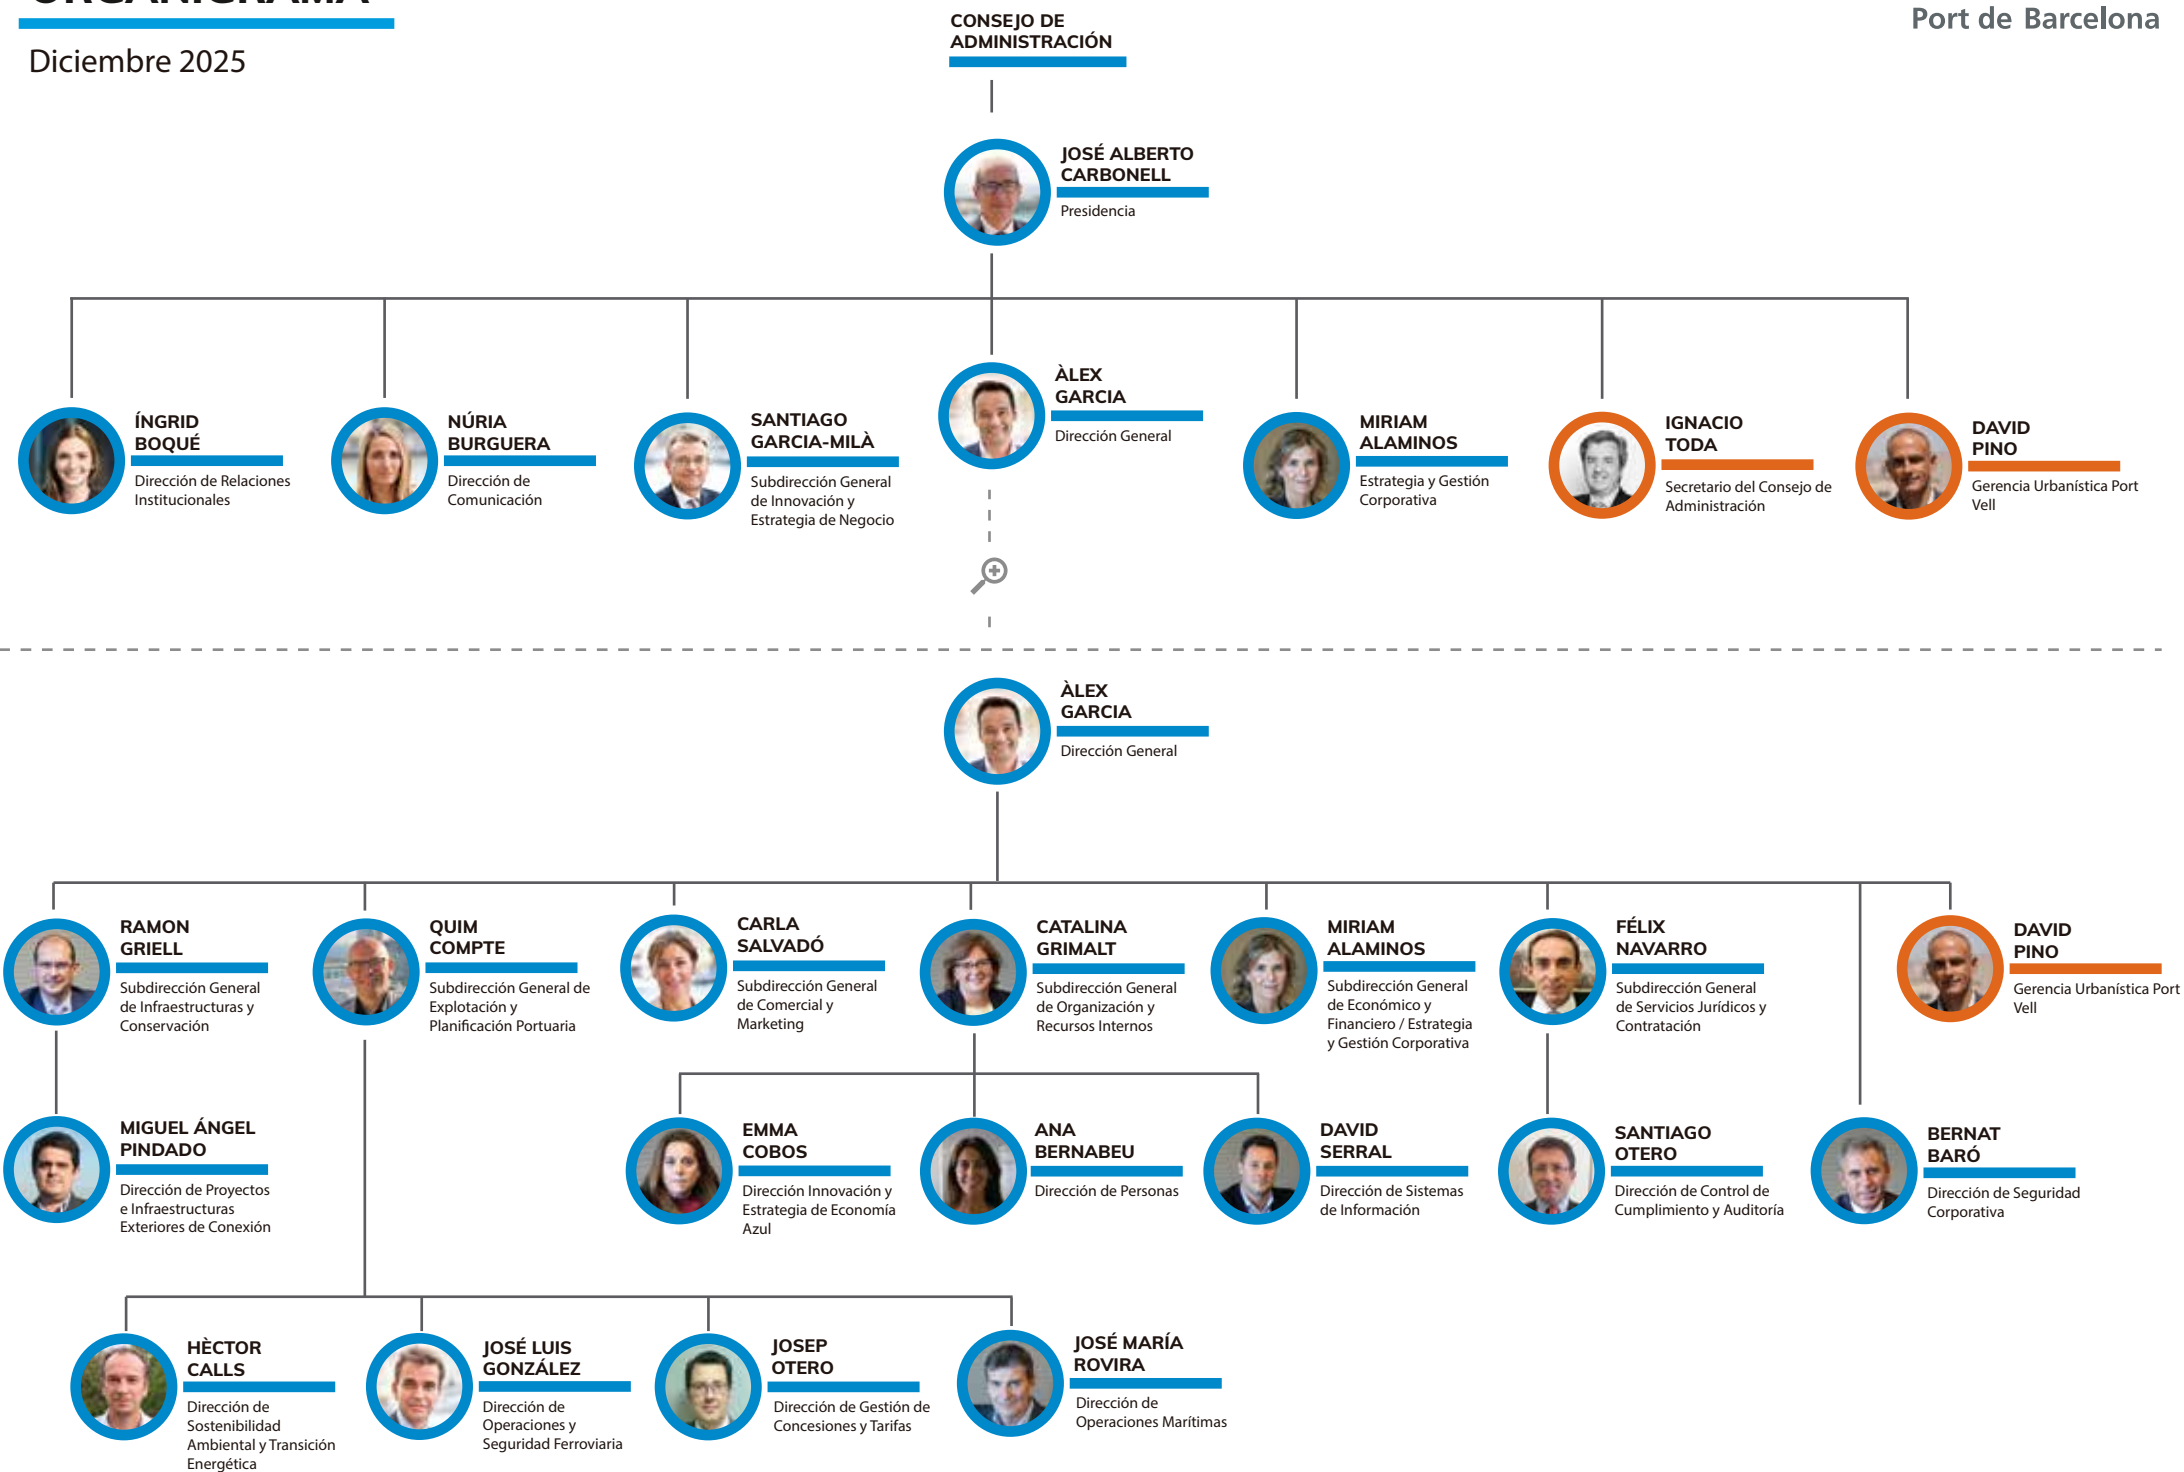 ORGANIGRAMA
Diciembre 2025
Port de Barcelona
CONSEJO DE
ADMINISTRACIÓN
JOSÉ ALBERTO
CARBONELL
Presidencia
ÍNGRID
BOQUÉ
Dirección de Relaciones
Institucionales
NÚRIA
BURGUERA
Dirección de
Comunicación
SANTIAGO
GARCIA-MILÀ
Subdirección General
de Innovación y
Estrategia de Negocio
ÀLEX
GARCIA
Dirección General
MIRIAM
ALAMINOS
Estrategia y Gestión
Corporativa
IGNACIO
TODA
Secretario del Consejo de
Administración
DAVID
PINO
Gerencia Urbanística Port
Vell
ÀLEX
GARCIA
Dirección General
RAMON
GRIELL
Subdirección General
de Infraestructuras y
Conservación
QUIM
COMPTE
Subdirección General de
Explotación y
Planificación Portuaria
CARLA
SALVADÓ
Subdirección General
de Comercial y
Marketing
CATALINA
GRIMALT
Subdirección General
de Organización y
Recursos Internos
MIRIAM
ALAMINOS
Subdirección General
de Económico y
Financiero / Estrategia
y Gestión Corporativa
FÉLIX
NAVARRO
Subdirección General
de Servicios Jurídicos y
Contratación
DAVID
PINO
Gerencia Urbanística Port
Vell
MIGUEL ÁNGEL
PINDADO
Dirección de Proyectos
e Infraestructuras
Exteriores de Conexión
EMMA
COBOS
Dirección Innovación y
Estrategia de Economía
Azul
ANA
BERNABEU
Dirección de Personas
DAVID
SERRAL
Dirección de Sistemas
de Información
SANTIAGO
OTERO
Dirección de Control de
Cumplimiento y Auditoría
BERNAT
BARÓ
Dirección de Seguridad
Corporativa
HÈCTOR
CALLS
Dirección de
Sostenibilidad
Ambiental y Transición
Energética
JOSÉ LUIS
GONZÁLEZ
Dirección de
Operaciones y
Seguridad Ferroviaria
JOSEP
OTERO
Dirección de Gestión de
Concesiones y Tarifas
JOSÉ MARÍA
ROVIRA
Dirección de
Operaciones Marítimas